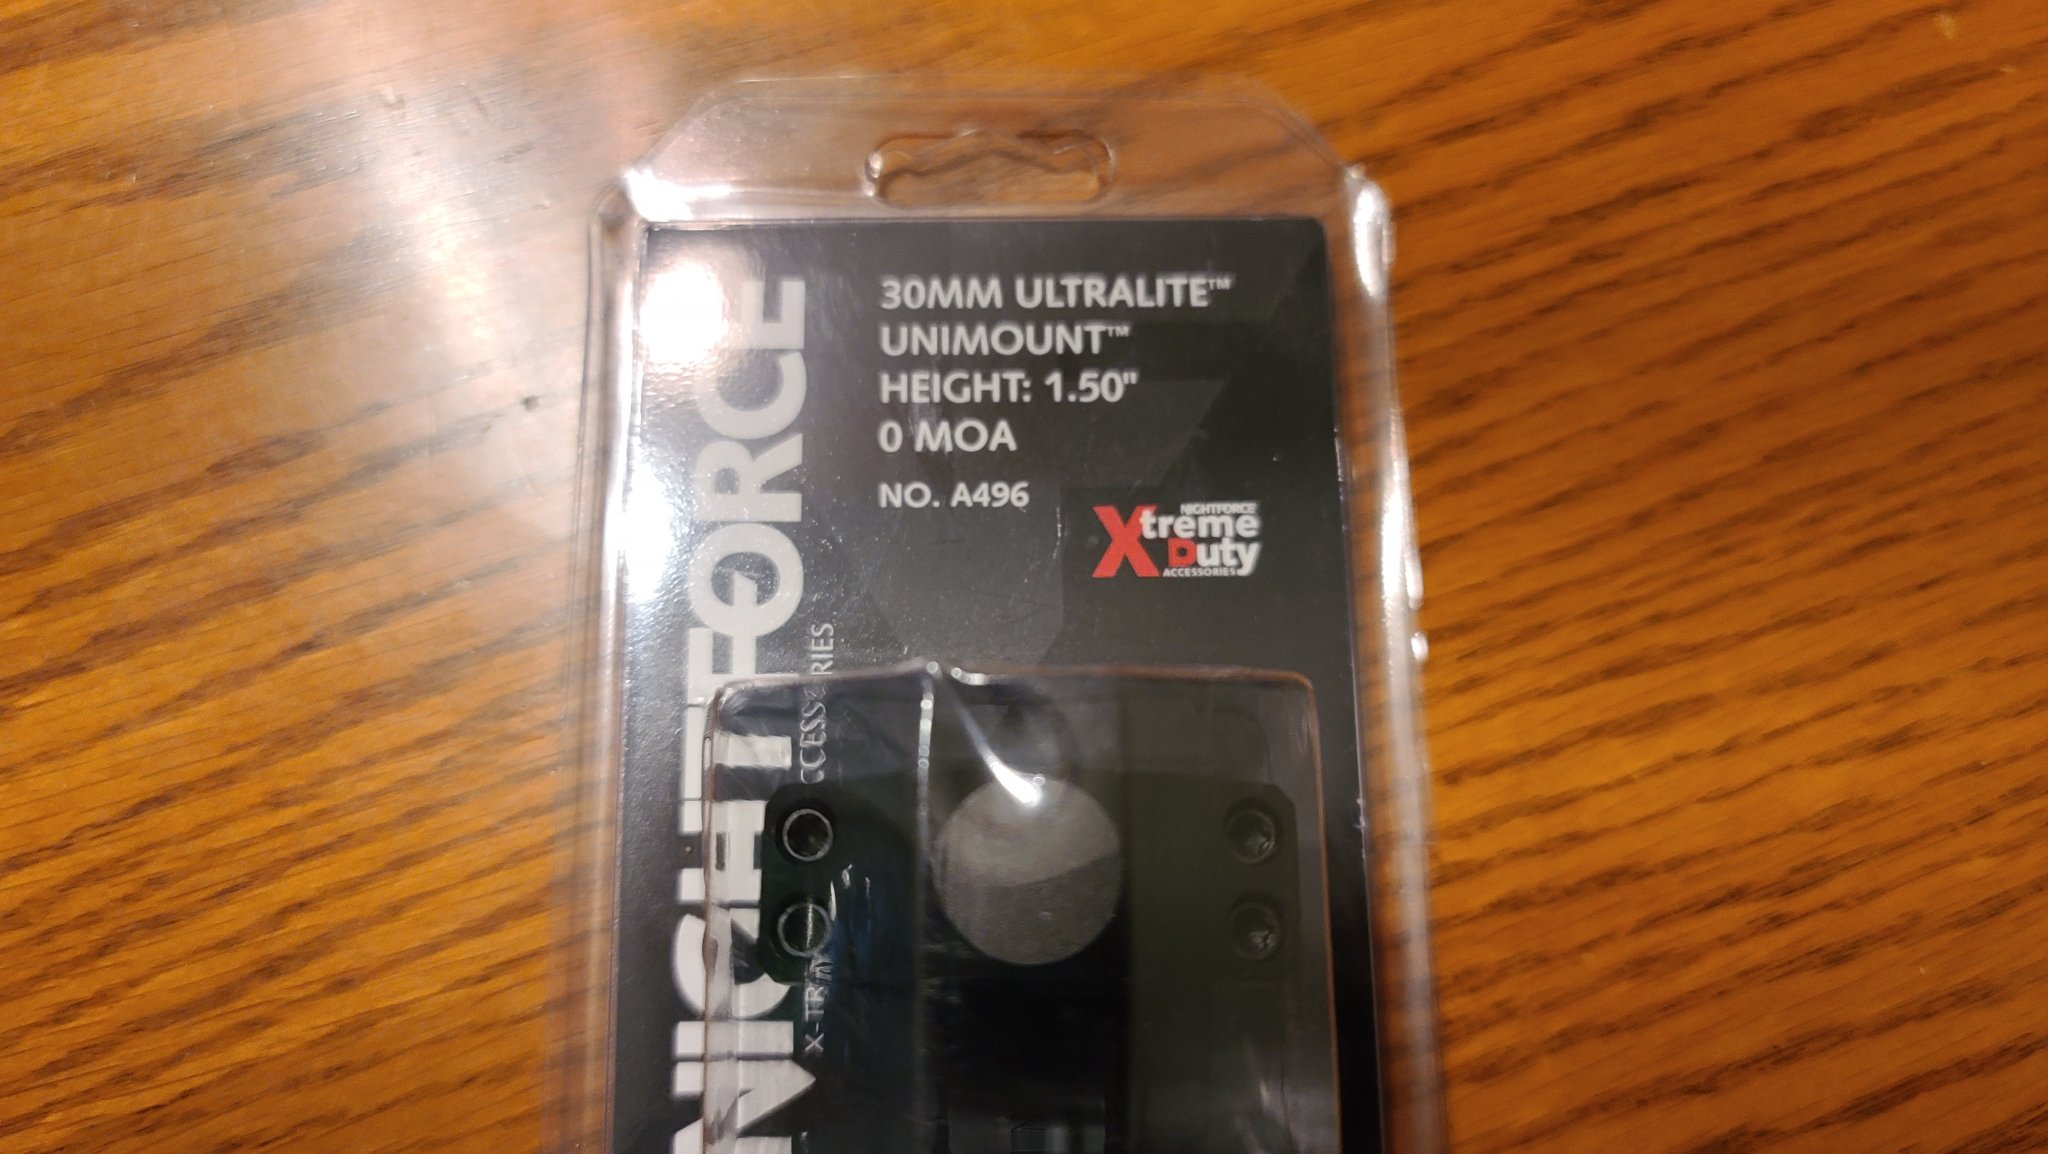 30MM ULTRALITE™
UNIMOUNT™
HEIGHT: 1.50"
0 MOA
NO. A496
NIGHTFORCE
Xtreme
Duty
ACCESSORIES
NIGHTFORCE